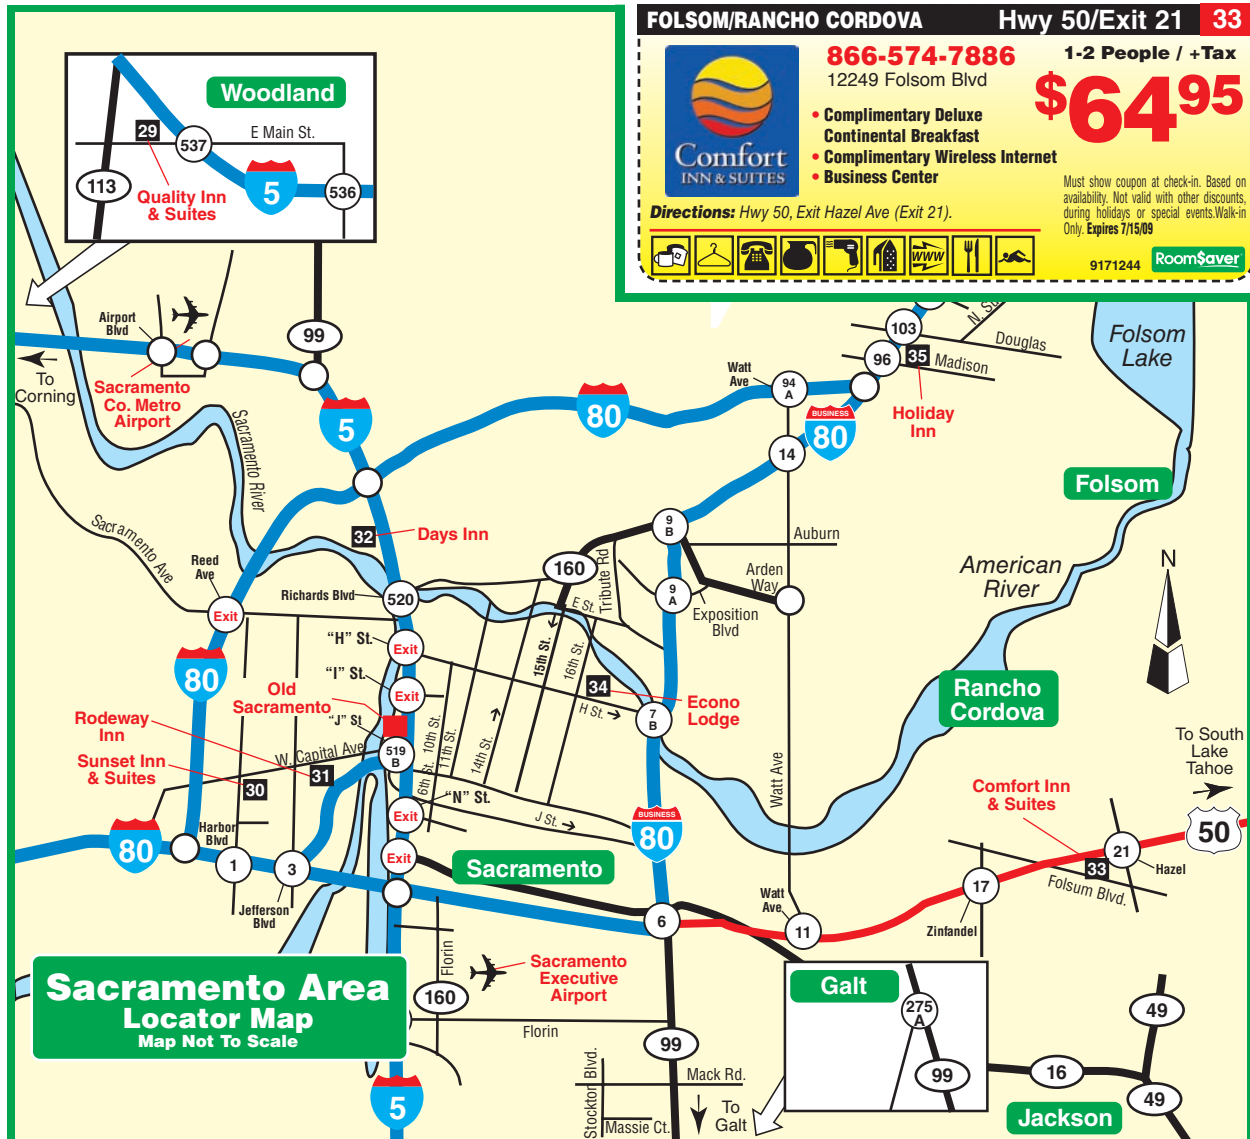 FOLSOM/RANCHO CORDOVA Hwy 50/Exit 21 33
866-574-7886
12249 Folsom Blvd
1-2 People / +Tax
$64 95
Comfort
INN & SUITES
• Complimentary Deluxe
Continental Breakfast
• Complimentary Wireless Internet
• Business Center
Directions: Hwy 50, Exit Hazel Ave (Exit 21).
Must show coupon at check-in. Based on
availability. Not valid with other discounts,
during holidays or special events.Walk-in
Only. Expires 7/15/09
WWW
9171244 RoomSaver
Woodland
29
E Main St.
537
113
5
536
Quality Inn
& Suites
99
Airport
Blvd
To
Corning
Sacramento
Co. Metro
Airport
5
80
Watt
Ave
94
A
BUSINESS
80
14
103
96
35
Madison
Douglas
Holiday
Inn
Folsom
Lake
Folsom
Sacramento River
Sacramento Ave
32
Days Inn
Reed
Ave
Exit
Richards Blvd
520
160
Tribute Rd
9
B
9
A
Auburn
Arden
Way
Exposition
Blvd
American
River
N
E St.
"H" St.
Exit
"I" St.
Exit
15th St.
16th St.
34
H St.
Econo
Lodge
7
B
80
Old
Sacramento
"J" St
519
B
Rodeway
Inn
Sunset Inn
& Suites
W. Capital Ave
31
30
6th St.
10th St.
11th St.
14th St.
"N" St.
Exit
J St.
Exit
Watt Ave
Rancho
Cordova
To South
Lake
Tahoe
50
Comfort Inn
& Suites
33
21
Hazel
Folsum Blvd.
17
Zinfandel
BUSINESS
80
80
Harbor
Blvd
1
3
Jefferson
Blvd
Sacramento
6
Watt
Ave
11
Sacramento Area
Locator Map
Map Not To Scale
Florin
160
Sacramento
Executive
Airport
Florin
99
5
Stockton Blvd.
Mack Rd.
Massie Ct.
To
Galt
Galt
275
A
99
16
49
49
Jackson